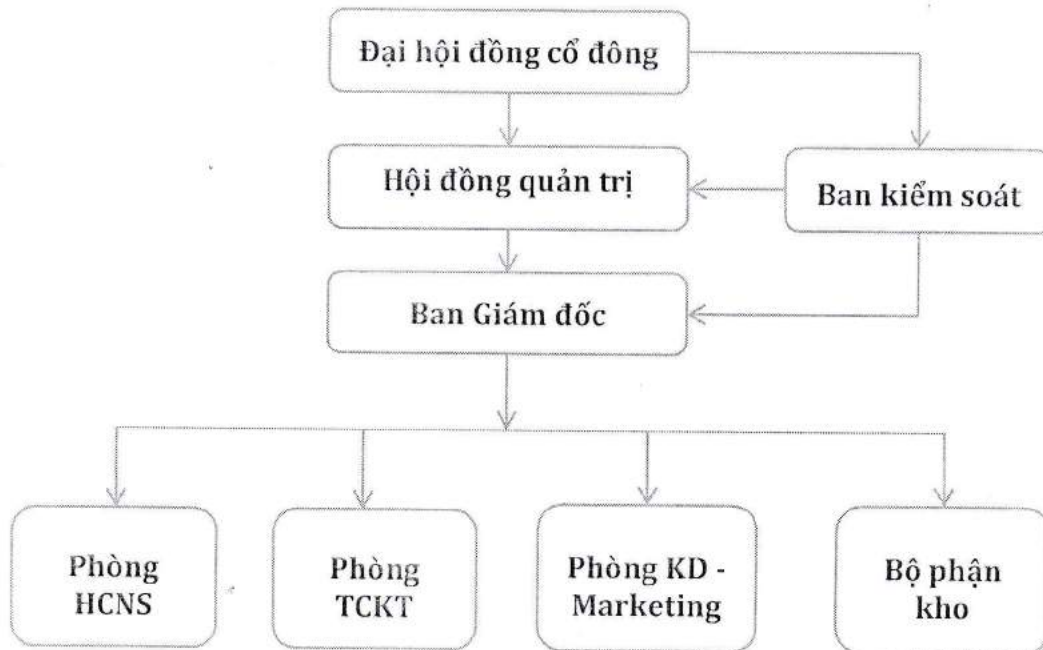 Đại hội đồng cổ đông
Hội đồng quản trị
Ban kiểm soát
Ban Giám đốc
Phòng
HCNS
Phòng
TCKT
Phòng KD -
Marketing
Bộ phận
kho